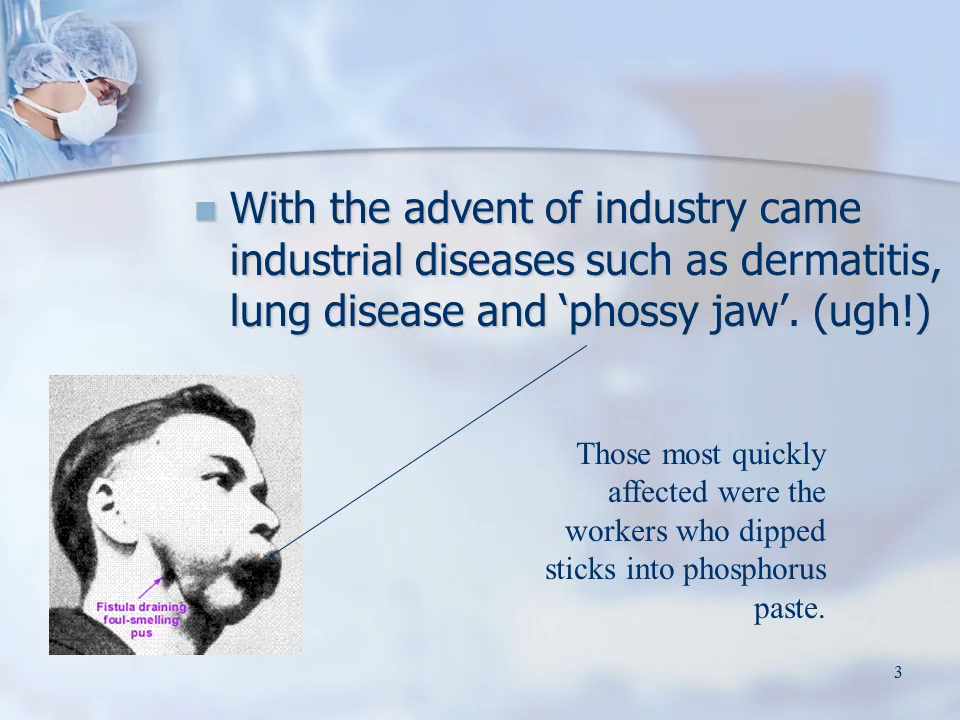 With the advent of industry came
industrial diseases such as dermatitis,
lung disease and ‘phossy jaw’. (ugh!)
Those most quickly
affected were the
workers who dipped
sticks into phosphorus
paste.
Fistula draining
foul-smelling
pus
3